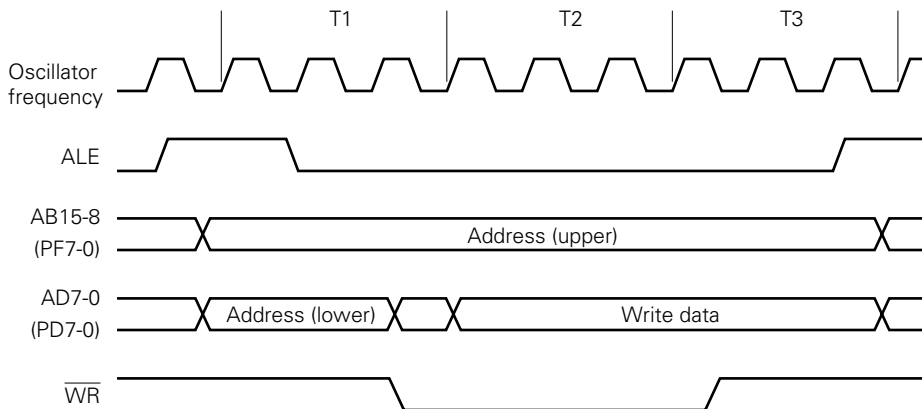 T1 T2 T3
Oscillator
frequency
ALE
AB15-8
(PF7-0)
Address (upper)
AD7-0
(PD7-0)
Address (lower) Write data
WR